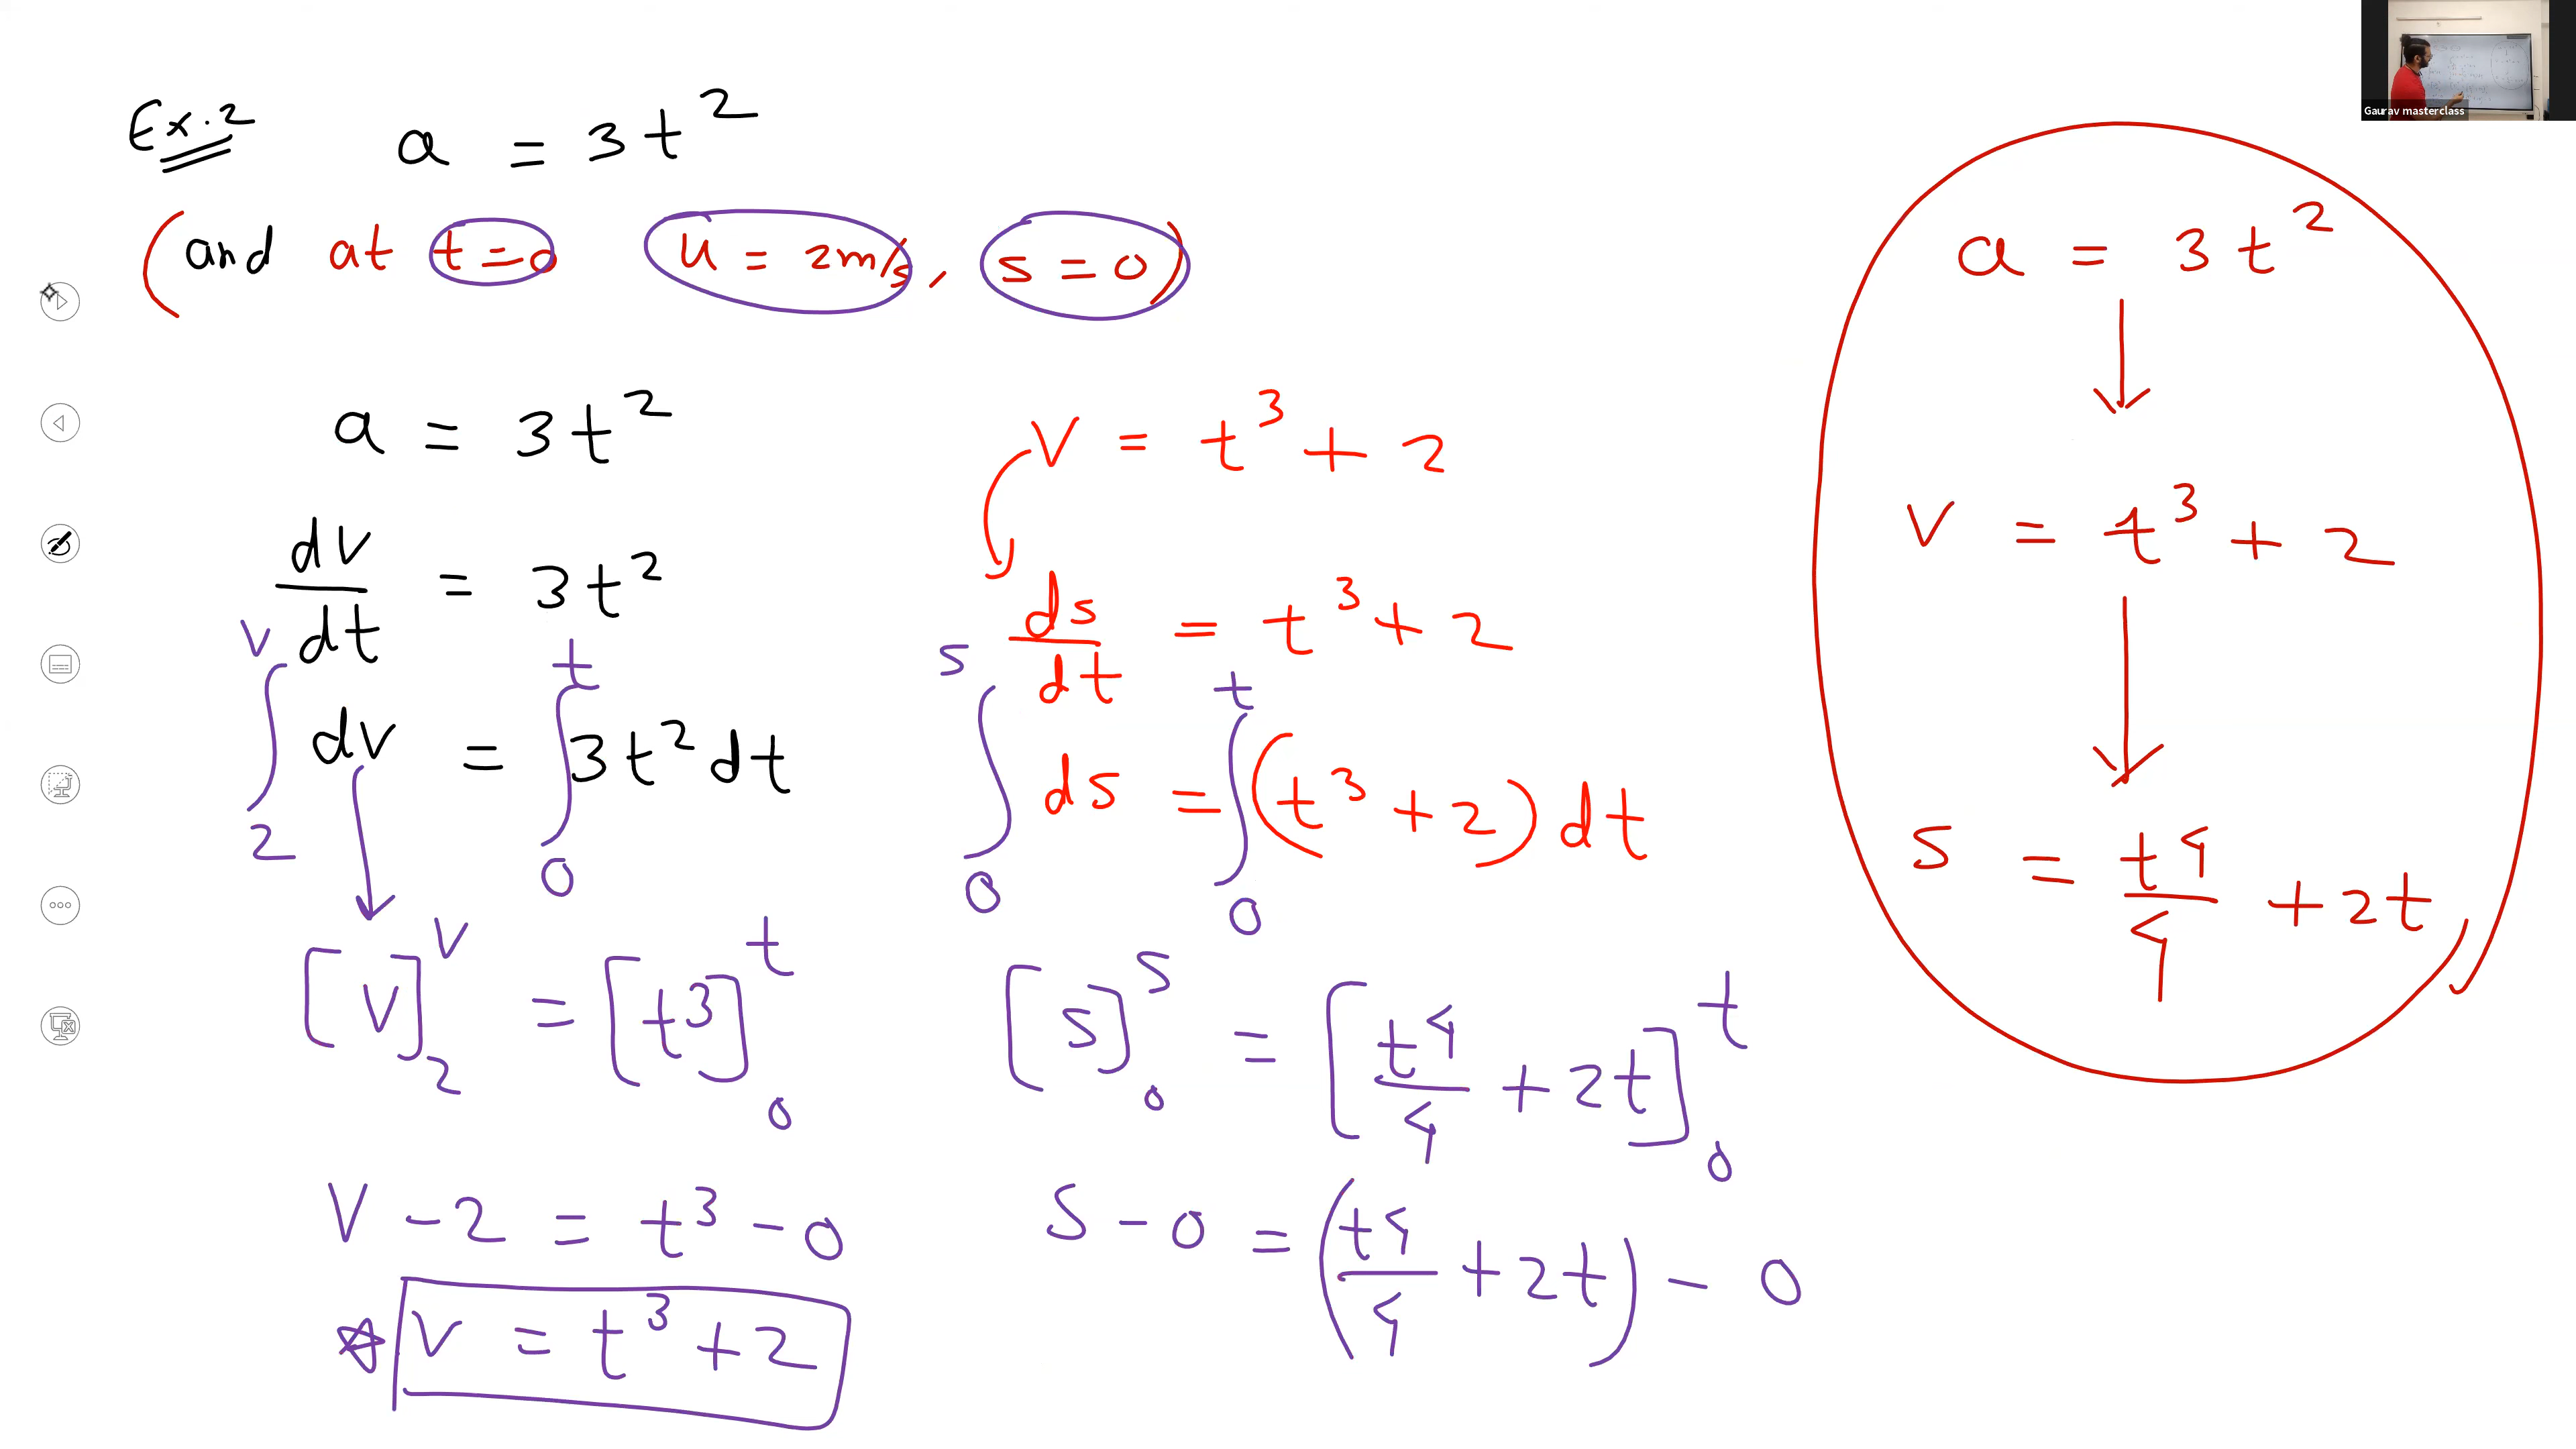 Ex.2 a = 3t²
(and at t=0 u = 2m/s, s = 0)
a = 3t²
dv/dt = 3t²
∫₂ᵛ dv = ∫₀ᵗ 3t² dt
[v]₂ᵛ = [t³]₀ᵗ
v - 2 = t³ - 0
☆ v = t³ + 2
v = t³ + 2
ds/dt = t³ + 2
∫₀ˢ ds = ∫₀ᵗ (t³ + 2) dt
[s]₀ˢ = [t⁴/4 + 2t]₀ᵗ
s - 0 = (t⁴/4 + 2t) - 0
Gaurav masterclass
a = 3t²
↓
v = t³ + 2
↓
s = t⁴/4 + 2t,